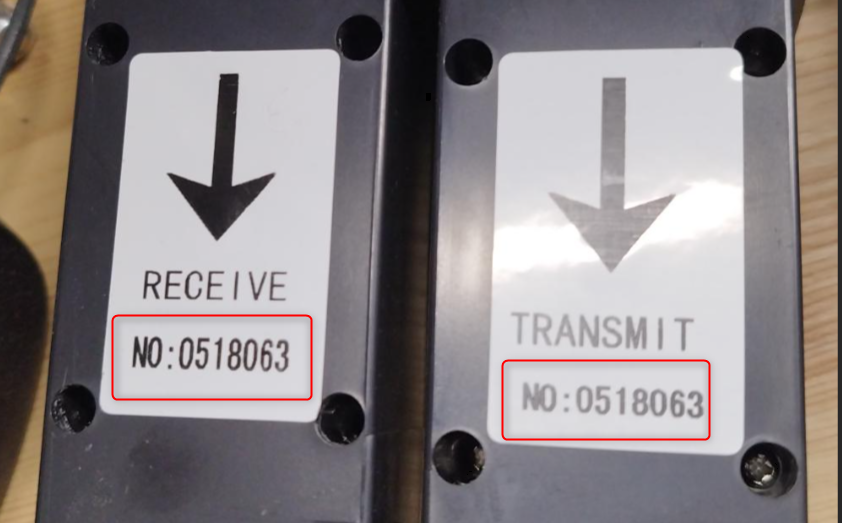 RECEIVE
NO:0518063
TRANSMIT
NO:0518063